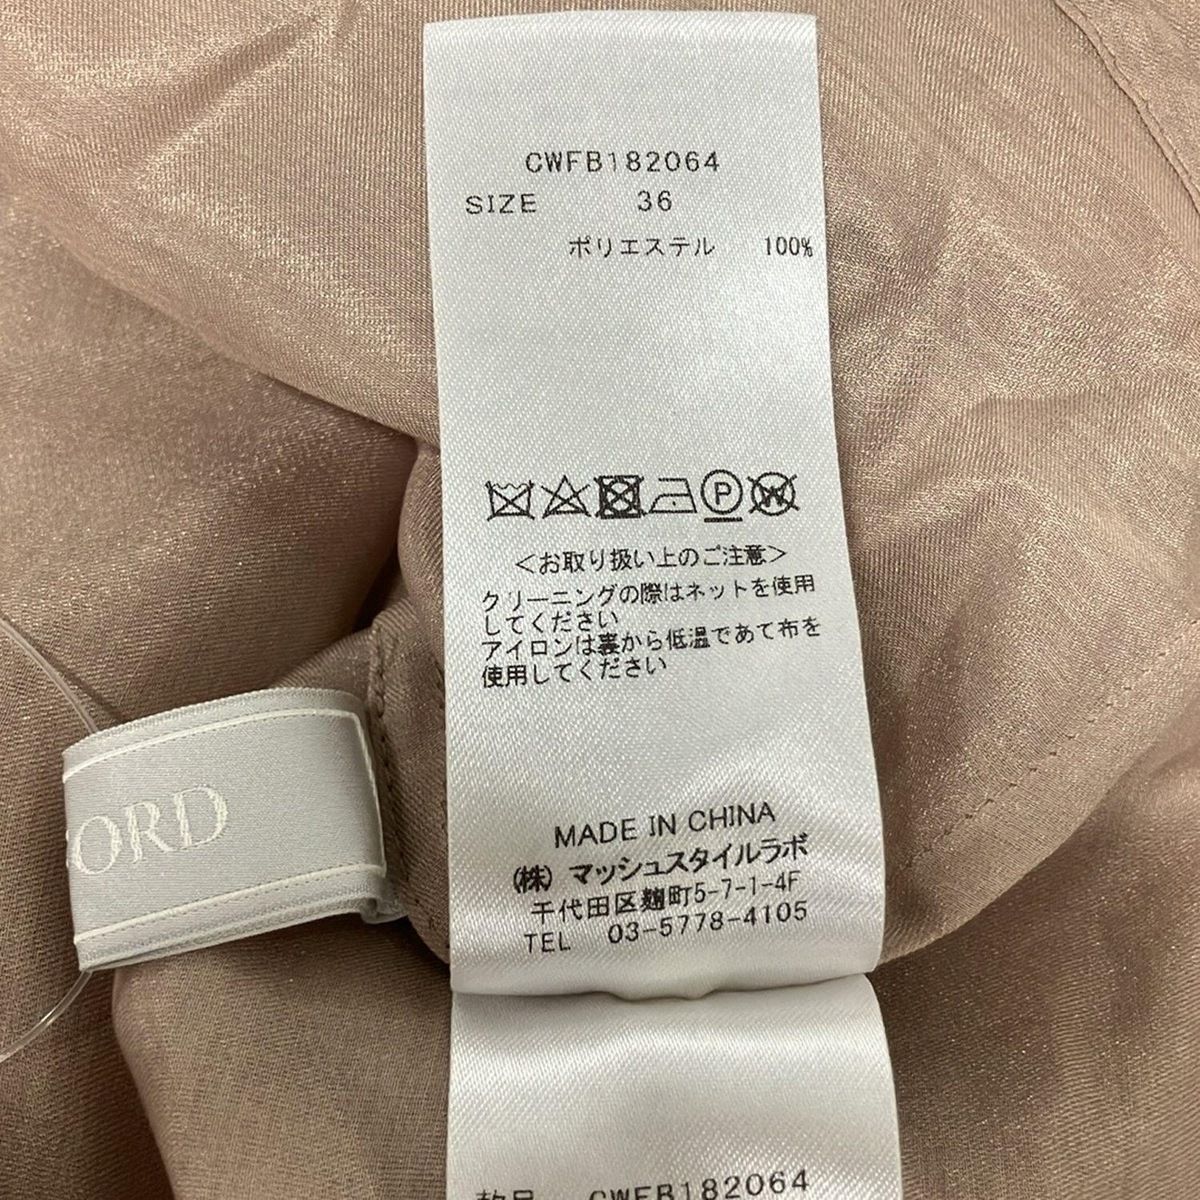 CWFB182064
SIZE 36
ポリエステル 100%
P
W
<お取り扱い上のご注意>
クリーニングの際はネットを使用
してください
アイロンは裏から低温であて布を
使用してください
ORD
MADE IN CHINA
(株) マッシュスタイルラボ
千代田区麹町5-7-1-4F
TEL 03-5778-4105
CWFB182064